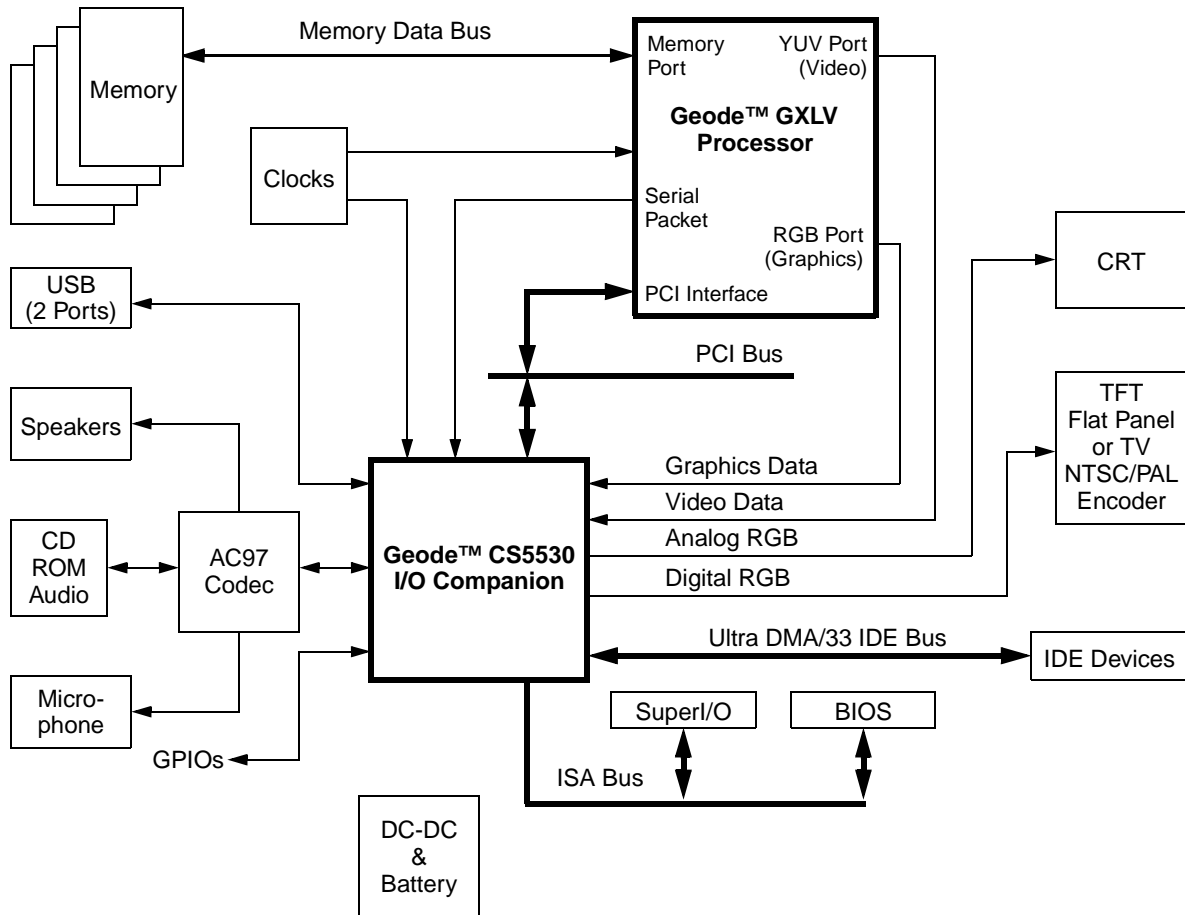 Memory Data Bus
Memory
Memory
Port
YUV Port
(Video)
Geode™ GXLV
Processor
Clocks
Serial
Packet
RGB Port
(Graphics)
PCI Interface
CRT
USB
(2 Ports)
PCI Bus
TFT
Flat Panel
or TV
NTSC/PAL
Encoder
Speakers
Graphics Data
Video Data
Analog RGB
Digital RGB
CD
ROM
Audio
AC97
Codec
Geode™ CS5530
I/O Companion
Ultra DMA/33 IDE Bus
IDE Devices
Micro-
phone
SuperI/O
BIOS
GPIOs
ISA Bus
DC-DC
&
Battery